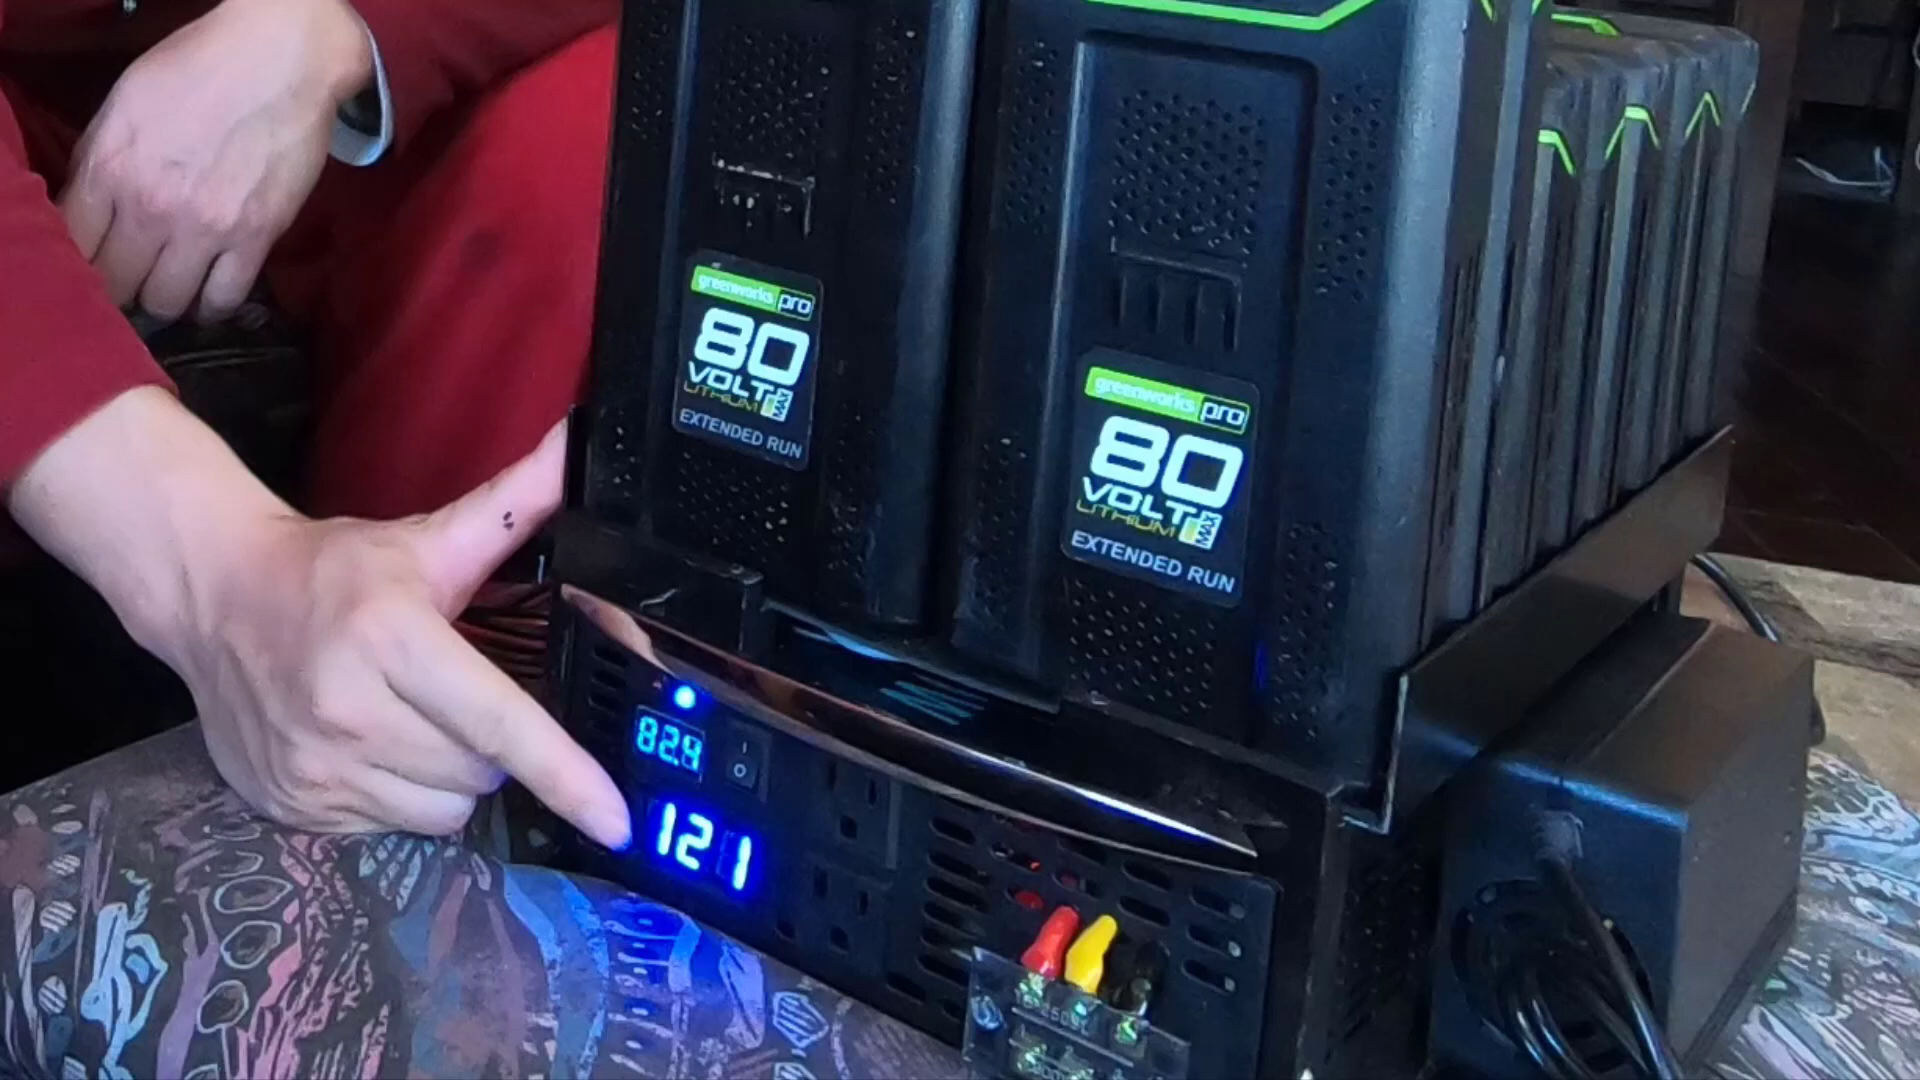 greenworks pro
80
VOLT
LITHIUM MAX
EXTENDED RUN
greenworks pro
80
VOLT
LITHIUM MAX
EXTENDED RUN
82.4
I
O
121